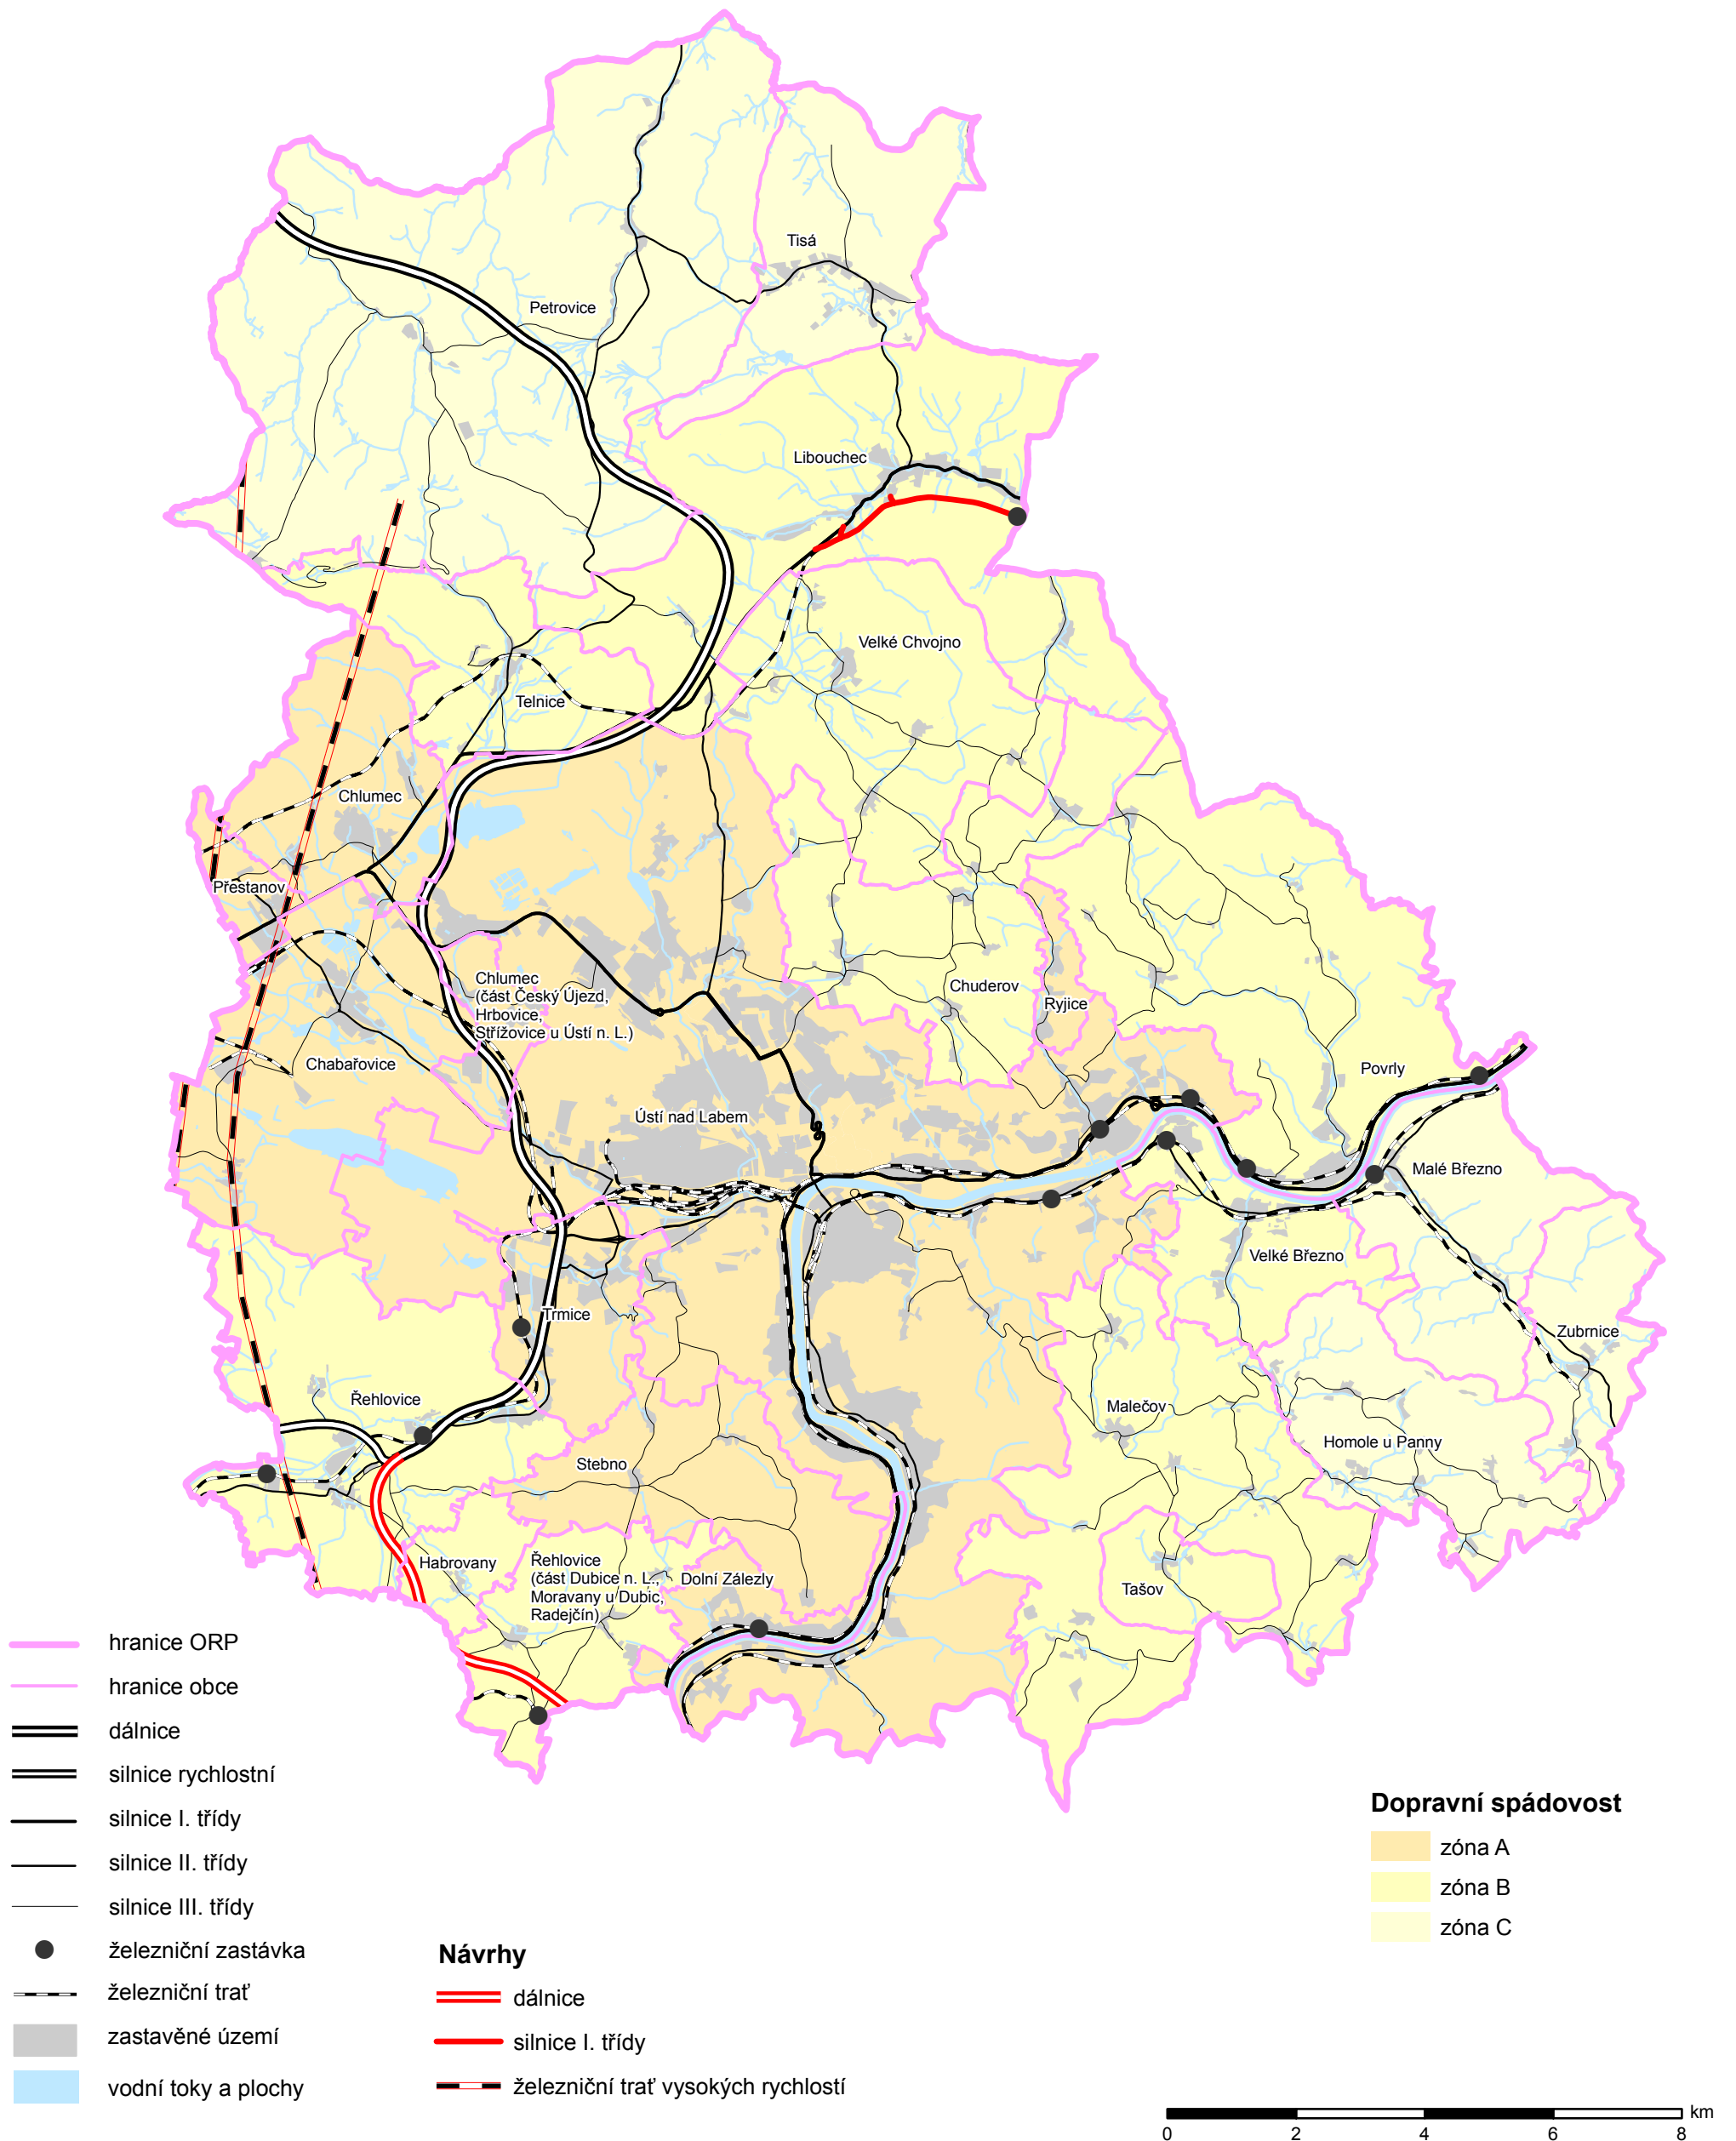 Tisá
Petrovice
Libouchec
Velké Chvojno
Telnice
Chlumec
Přestanov
Chlumec
(část Český Újezd,
Hrbovice,
Střížovice u Ústí n. L.)
Chuderov
Ryjice
Chabařovice
Povrly
Ústí nad Labem
Malé Březno
Velké Březno
Trmice
Zubrnice
Řehlovice
Malečov
Homole u Panny
Stebno
Habrovany
Řehlovice
(část Dubice n. L.,
Moravany u Dubic,
Radejčín)
Dolní Zálezly
Tašov
hranice ORP
hranice obce
dálnice
silnice rychlostní
silnice I. třídy
silnice II. třídy
silnice III. třídy
železniční zastávka
železniční trať
zastavěné území
vodní toky a plochy
Návrhy
dálnice
silnice I. třídy
železniční trať vysokých rychlostí
Dopravní spádovost
zóna A
zóna B
zóna C
km
0 2 4 6 8